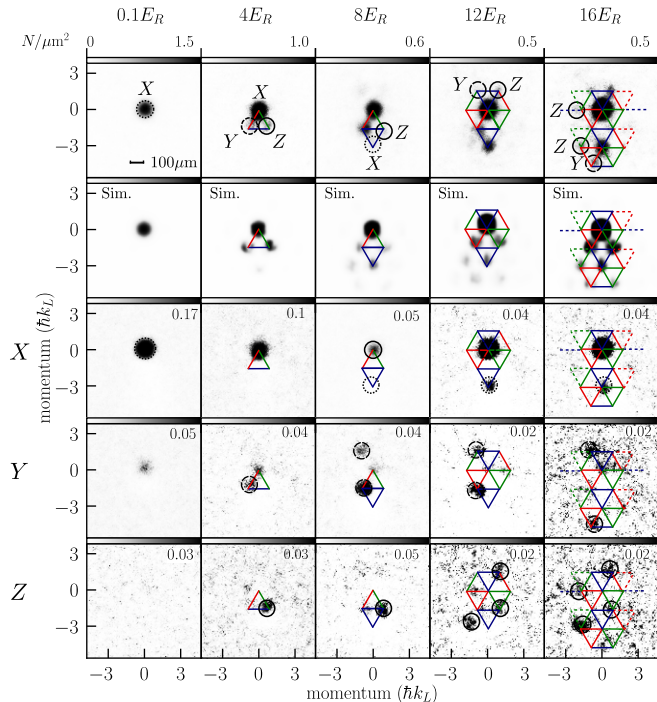 0.1E_R 4E_R 8E_R 12E_R 16E_R
N/μm² 0 1.5 1.0 0.6 0.5 0.5
3 X X Y Z
0 Z
Y Z Z
−3 100μm X Z Y
Sim. Sim. Sim. Sim. Sim.
3
0
−3
0.17 0.1 0.05 0.04 0.04
3
X 0
−3
0.05 0.04 0.04 0.02 0.02
3
Y 0
−3
0.03 0.03 0.05 0.02 0.02
3
Z 0
−3
momentum (ħk_L)
−3 0 3 −3 0 3 −3 0 3 −3 0 3 −3 0 3
momentum (ħk_L)